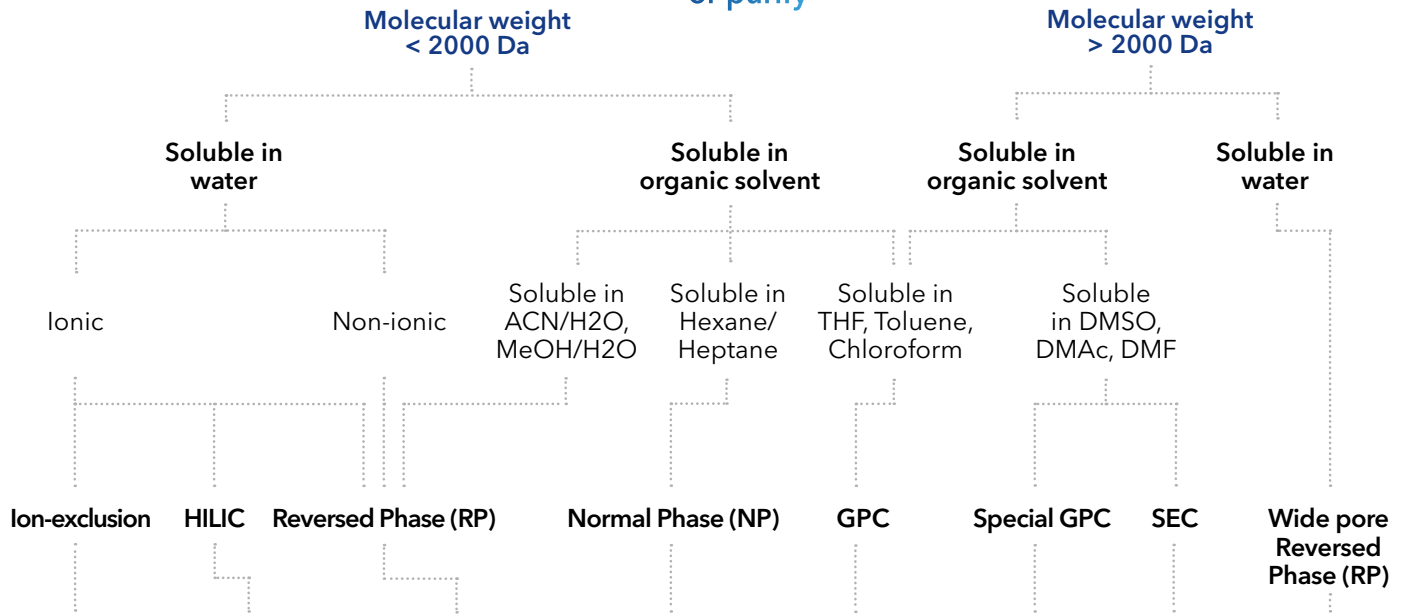 or purify
Molecular weight
< 2000 Da
Molecular weight
> 2000 Da
Soluble in
water
Soluble in
organic solvent
Soluble in
organic solvent
Soluble in
water
Ionic
Non-ionic
Soluble in
ACN/H2O,
MeOH/H2O
Soluble in
Hexane/
Heptane
Soluble in
THF, Toluene,
Chloroform
Soluble
in DMSO,
DMAc, DMF
Ion-exclusion
HILIC
Reversed Phase (RP)
Normal Phase (NP)
GPC
Special GPC
SEC
Wide pore
Reversed
Phase (RP)